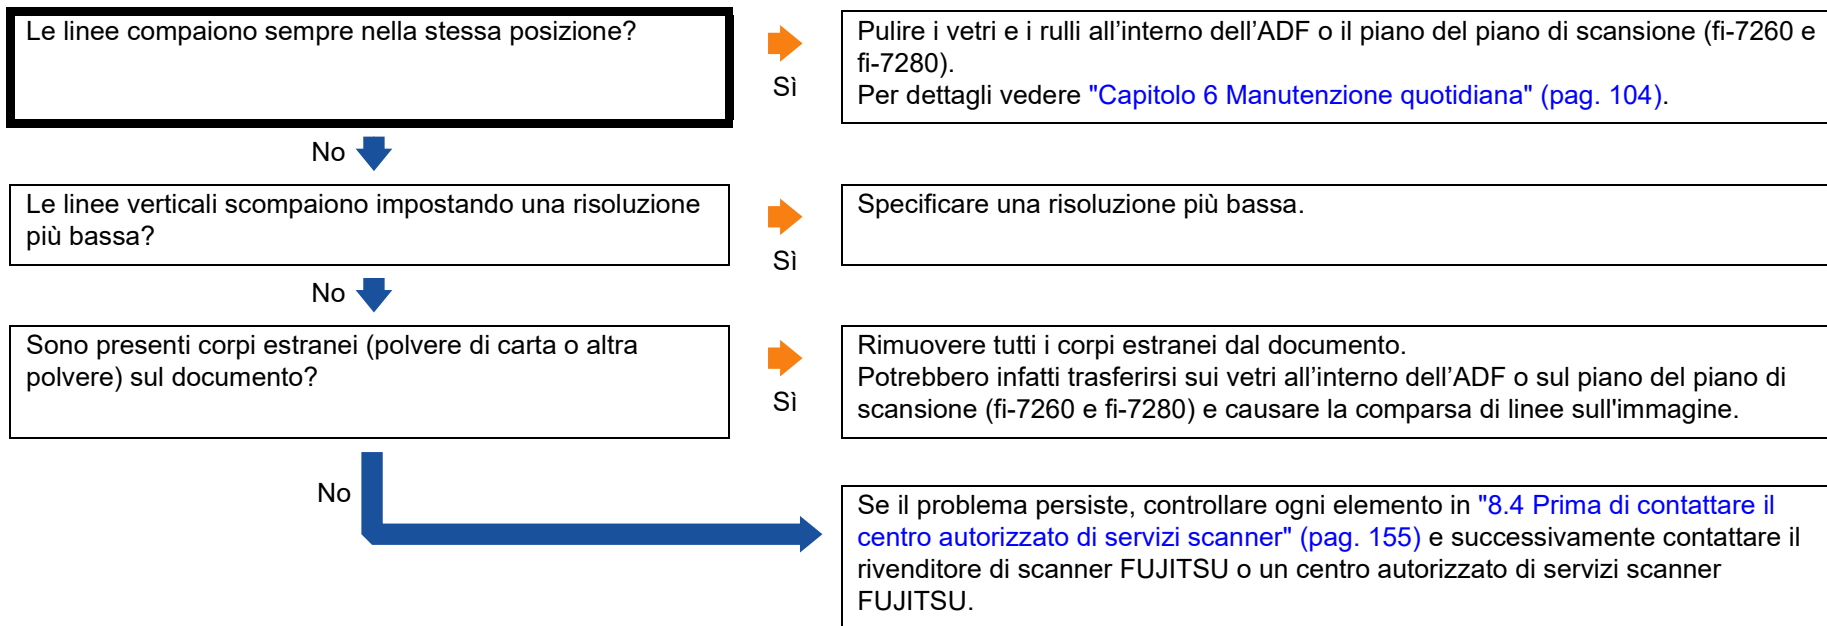 Le linee compaiono sempre nella stessa posizione?
Sì
Pulire i vetri e i rulli all’interno dell’ADF o il piano del piano di scansione (fi-7260 e
fi-7280).
Per dettagli vedere "Capitolo 6 Manutenzione quotidiana" (pag. 104).
No
Le linee verticali scompaiono impostando una risoluzione
più bassa?
Sì
Specificare una risoluzione più bassa.
No
Sono presenti corpi estranei (polvere di carta o altra
polvere) sul documento?
Sì
Rimuovere tutti i corpi estranei dal documento.
Potrebbero infatti trasferirsi sui vetri all’interno dell’ADF o sul piano del piano di
scansione (fi-7260 e fi-7280) e causare la comparsa di linee sull'immagine.
No
Se il problema persiste, controllare ogni elemento in "8.4 Prima di contattare il
centro autorizzato di servizi scanner" (pag. 155) e successivamente contattare il
rivenditore di scanner FUJITSU o un centro autorizzato di servizi scanner
FUJITSU.